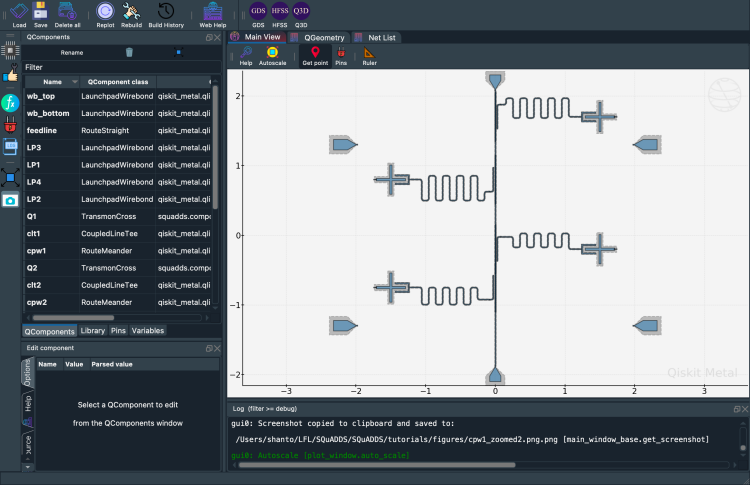 GDS HFSS Q3D
Load Save Delete all Replot Rebuild Build History Web Help GDS HFSS Q3D
QComponents
Rename
Filter
Name QComponent class
wb_top LaunchpadWirebond qiskit_metal.qli
wb_bottom LaunchpadWirebond qiskit_metal.qli
feedline RouteStraight qiskit_metal.qli
LP3 LaunchpadWirebond qiskit_metal.qli
LP1 LaunchpadWirebond qiskit_metal.qli
LP4 LaunchpadWirebond qiskit_metal.qli
LP2 LaunchpadWirebond qiskit_metal.qli
Q1 TransmonCross squadds.compo
clt1 CoupledLineTee qiskit_metal.qli
cpw1 RouteMeander qiskit_metal.qli
Q2 TransmonCross squadds.compo
clt2 CoupledLineTee qiskit_metal.qli
cpw2 RouteMeander qiskit_metal.qli
QComponents Library Pins Variables
Edit component
Options
Help
Name Value Parsed value
Select a QComponent to edit
from the QComponents window
Main View QGeometry Net List
Help Autoscale Get point Pins Ruler
2
1
0
−1
−2
−3 −2 −1 0 1 2 3
Qiskit Metal
Log (filter >= debug)
gui0: Screenshot copied to clipboard and saved to:
/Users/shanto/LFL/SQuADDS/SQuADDS/tutorials/figures/cpw1_zoomed2.png.png [main_window_base.get_screenshot]
gui0: Autoscale [plot_window.auto_scale]